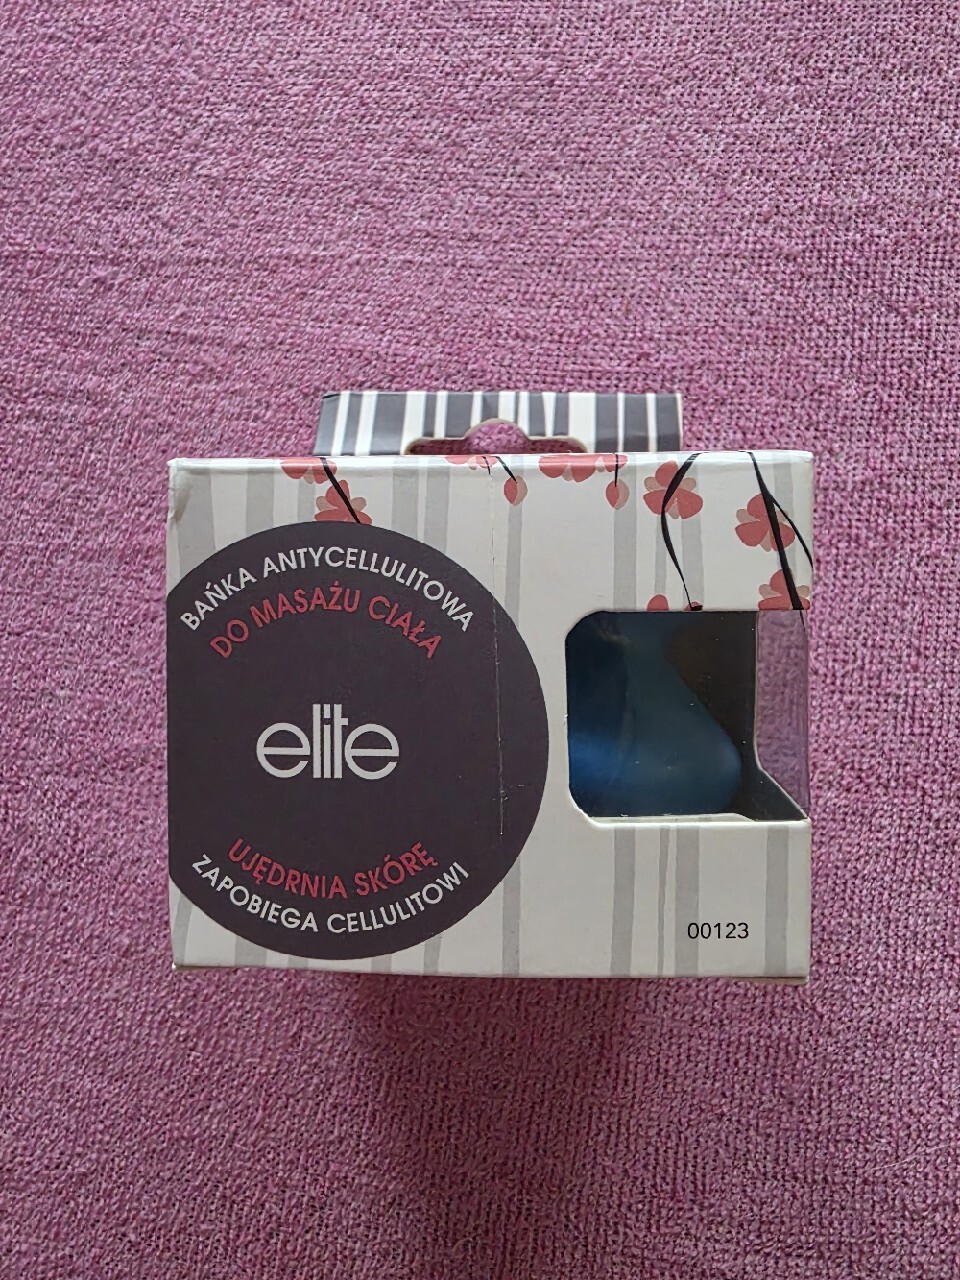 BAŃKA ANTYCELLULITOWA
DO MASAŻU CIAŁA
elite
UJĘDRNIA SKÓRĘ
ZAPOBIEGA CELLULITOWI
00123